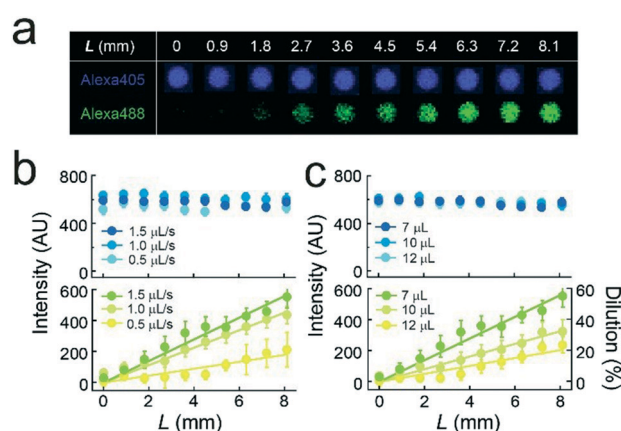 a
L (mm) 0 0.9 1.8 2.7 3.6 4.5 5.4 6.3 7.2 8.1
Alexa405
Alexa488
b
Intensity (AU)
800
400
0
1.5 µL/s
1.0 µL/s
0.5 µL/s
600
400
200
0
1.5 µL/s
1.0 µL/s
0.5 µL/s
0 2 4 6 8
L (mm)
c
Intensity (AU)
800
400
0
7 µL
10 µL
12 µL
600
400
200
0
7 µL
10 µL
12 µL
60
40
20
0
Dilution (%)
0 2 4 6 8
L (mm)